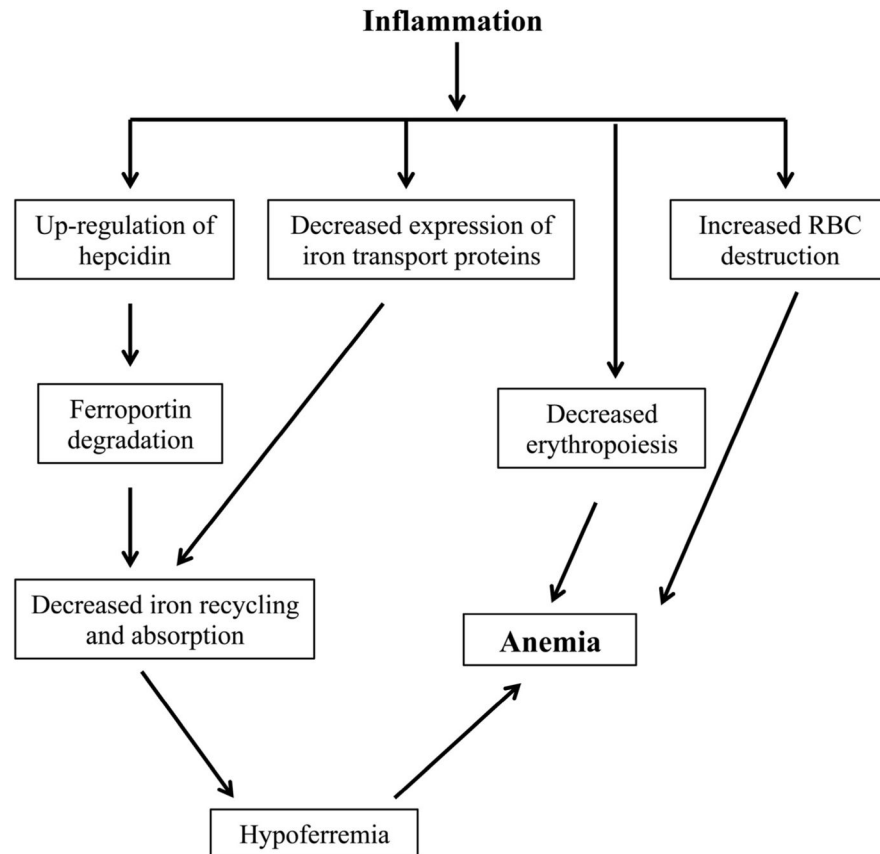 Inflammation
Up-regulation of
hepcidin
Decreased expression of
iron transport proteins
Increased RBC
destruction
Ferroportin
degradation
Decreased
erythropoiesis
Decreased iron recycling
and absorption
Anemia
Hypoferremia